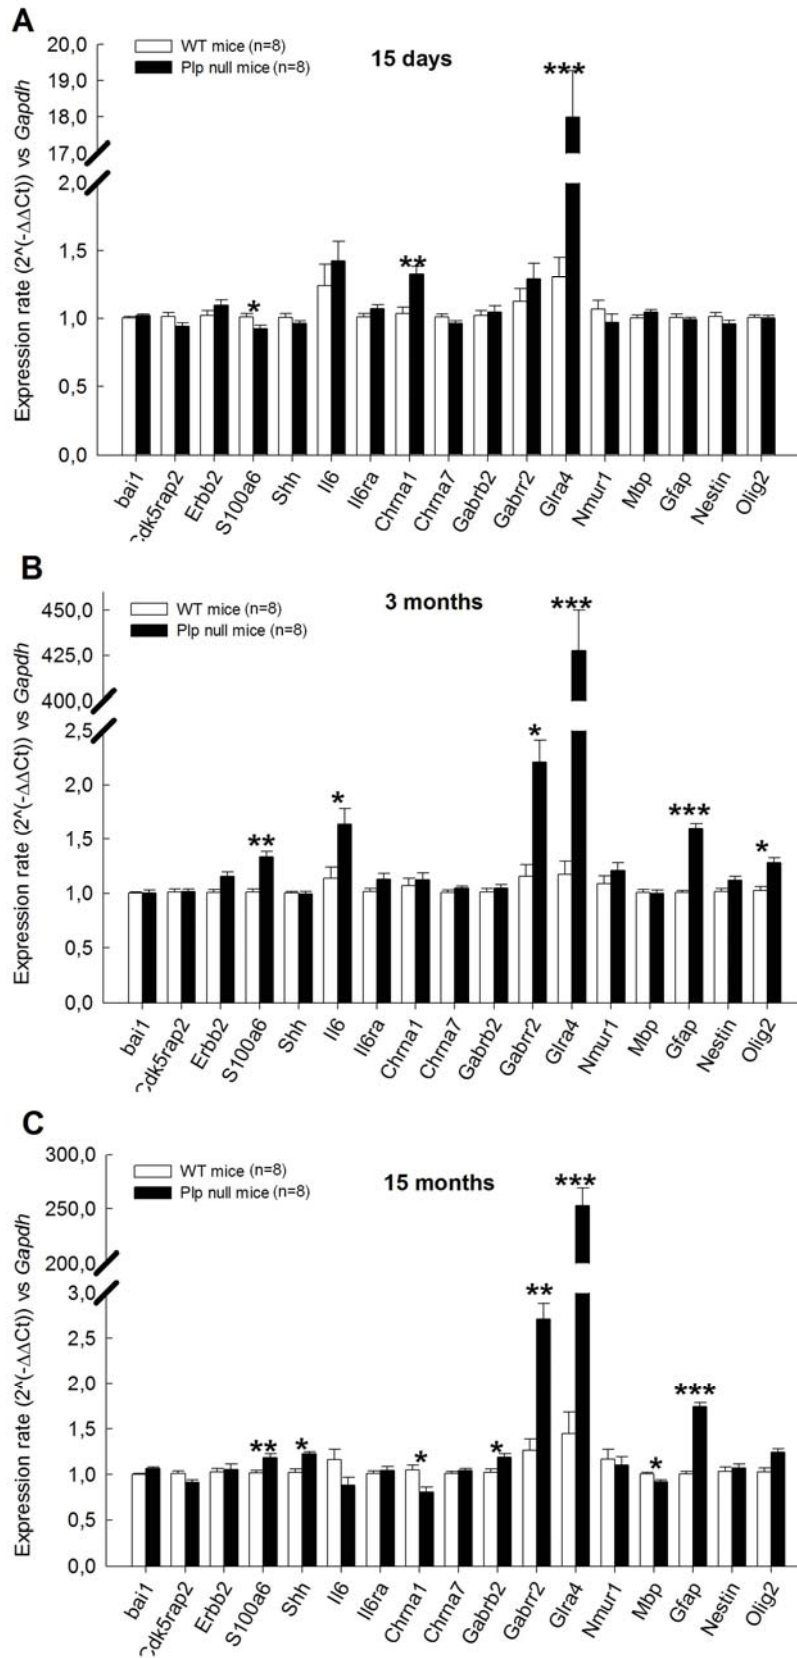 A
20,0
19,0
18,0
17,0
2,0
1,5
1,0
0,5
0,0
Expression rate (2^(-ΔΔCt)) vs Gapdh
WT mice (n=8)
Plp null mice (n=8)
15 days
*
**
***
bai1
Cdk5rap2
Erbb2
S100a6
Shh
Il6
Il6ra
Chrna1
Chrna7
Gabrb2
Gabrr2
Glra4
Nmur1
Mbp
Gfap
Nestin
Olig2
B
450,0
425,0
400,0
2,5
2,0
1,5
1,0
0,5
0,0
Expression rate (2^(-ΔΔCt)) vs Gapdh
WT mice (n=8)
Plp null mice (n=8)
3 months
**
*
*
***
***
*
bai1
Cdk5rap2
Erbb2
S100a6
Shh
Il6
Il6ra
Chrna1
Chrna7
Gabrb2
Gabrr2
Glra4
Nmur1
Mbp
Gfap
Nestin
Olig2
C
300,0
250,0
200,0
3,0
2,5
2,0
1,5
1,0
0,5
0,0
Expression rate (2^(-ΔΔCt)) vs Gapdh
WT mice (n=8)
Plp null mice (n=8)
15 months
**
*
*
*
**
***
*
***
bai1
Cdk5rap2
Erbb2
S100a6
Shh
Il6
Il6ra
Chrna1
Chrna7
Gabrb2
Gabrr2
Glra4
Nmur1
Mbp
Gfap
Nestin
Olig2